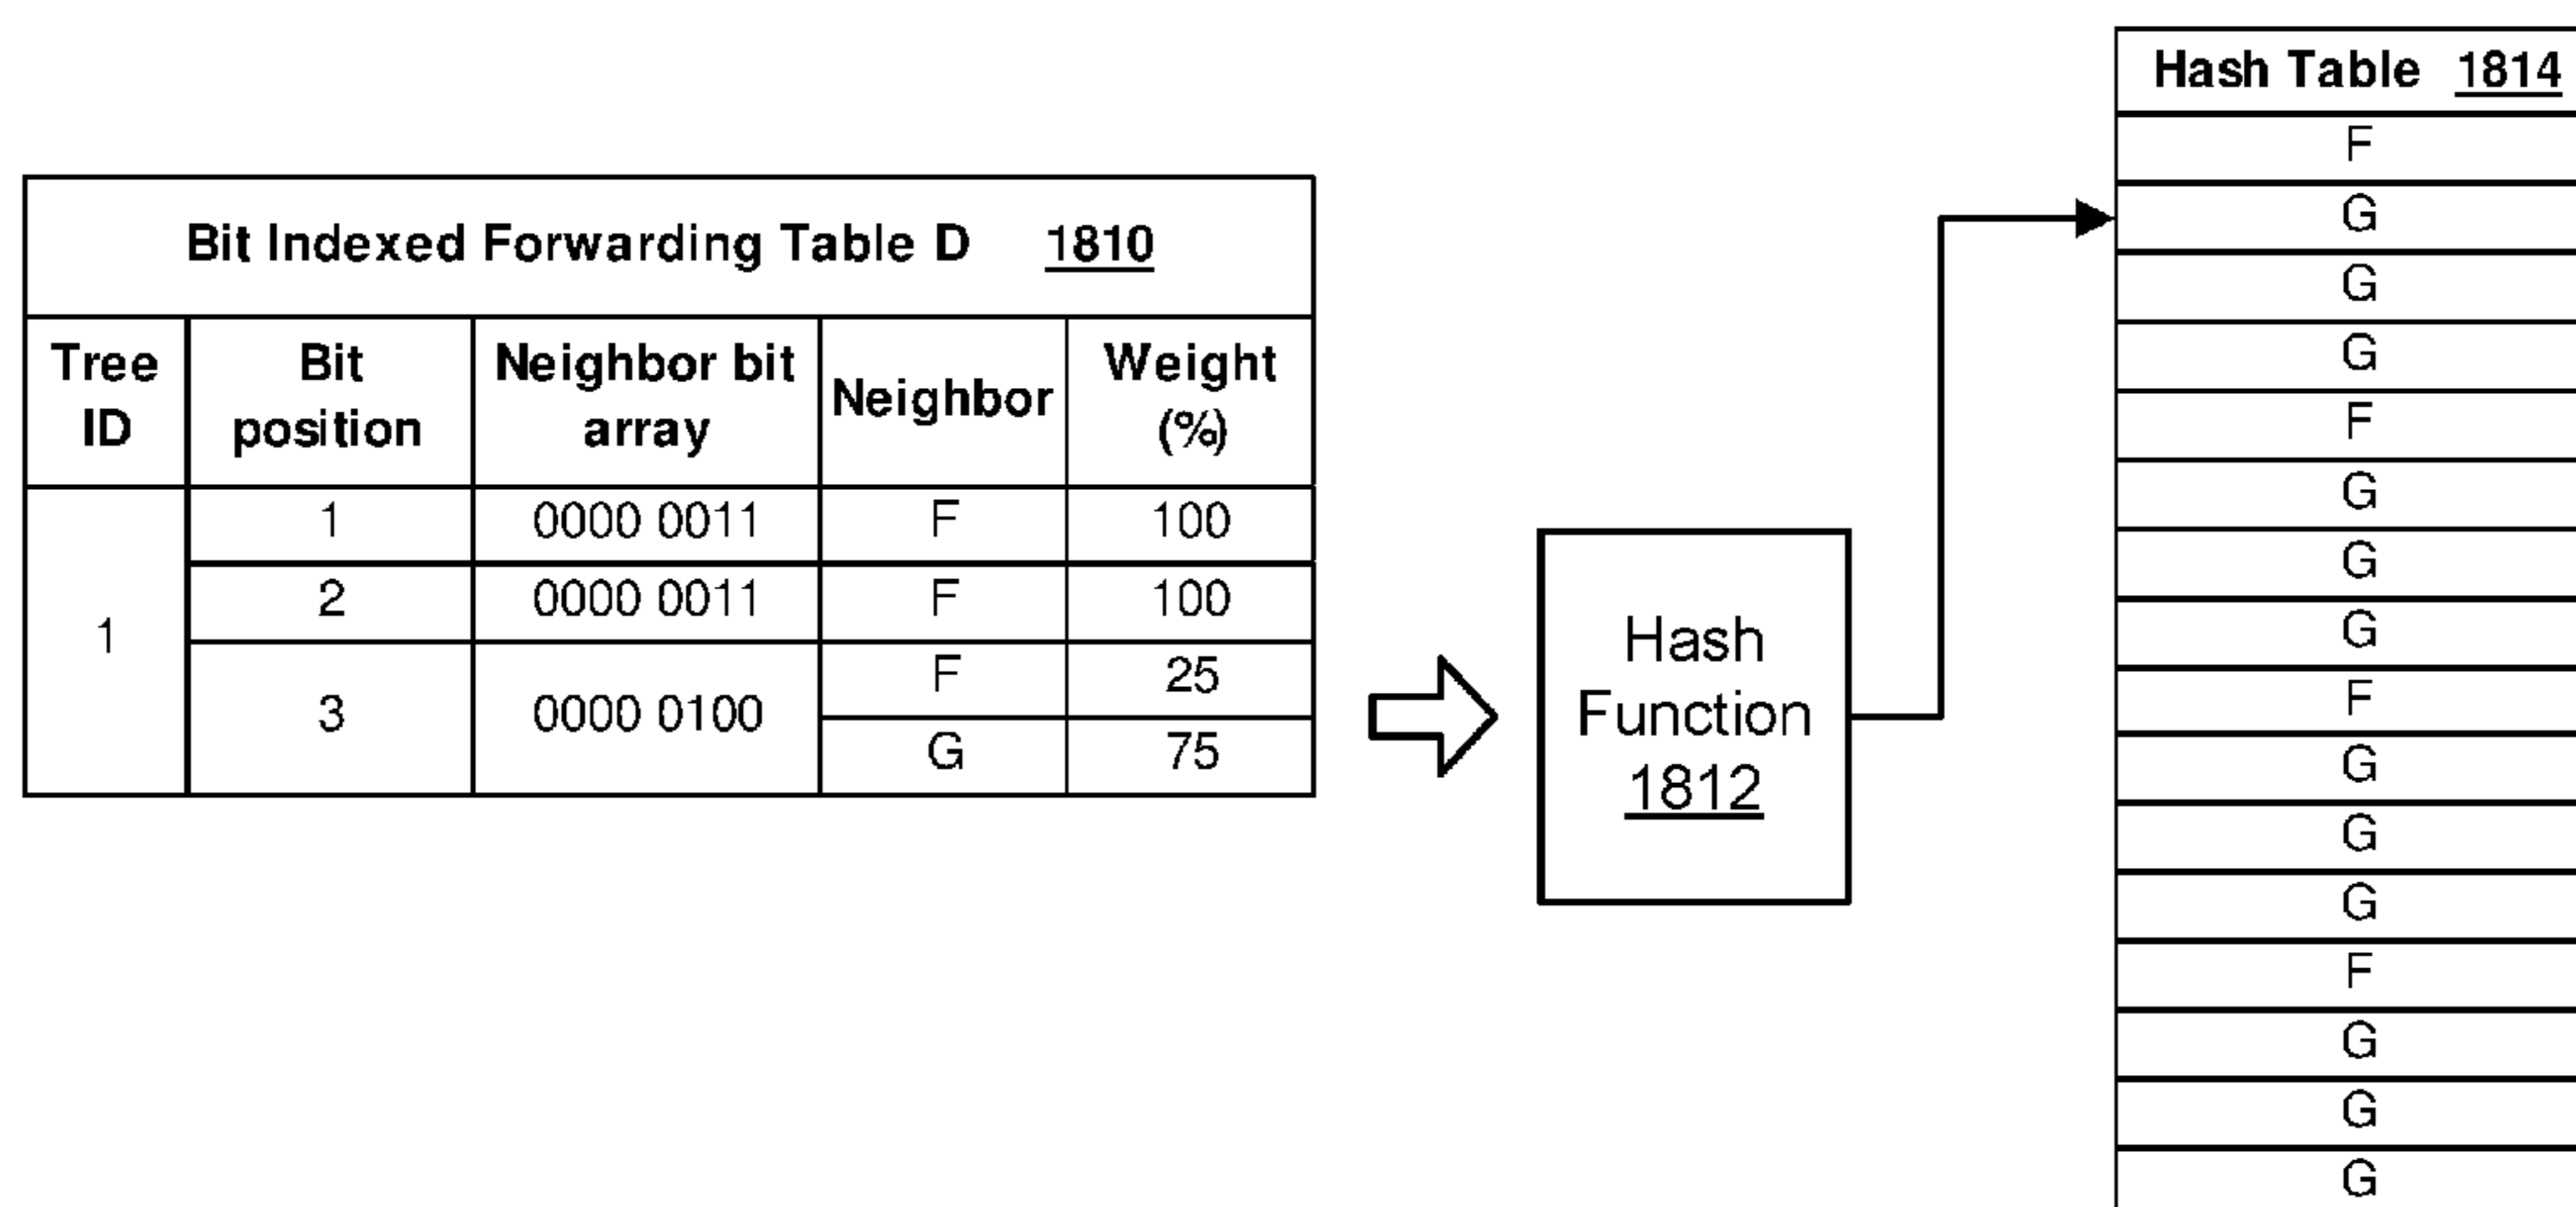 Bit Indexed Forwarding Table D 1810
Tree ID Bit position Neighbor bit array Neighbor Weight (%)
1 1 0000 0011 F 100
2 0000 0011 F 100
3 0000 0100 F 25
G 75
Hash
Function
1812
Hash Table 1814
F
G
G
G
F
G
G
G
F
G
G
G
F
G
G
G